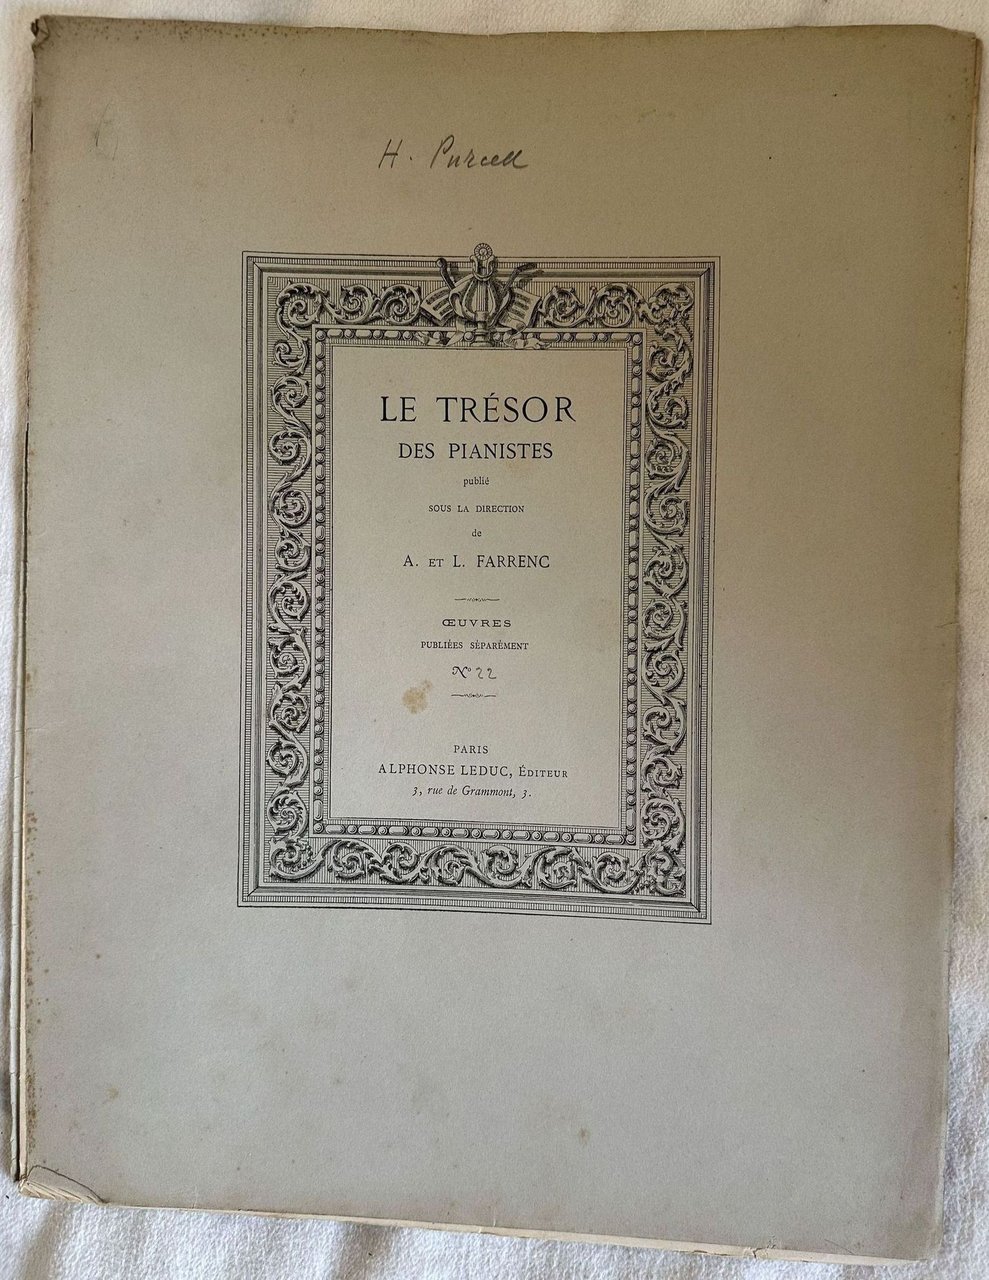 H. Purcell
LE TRÉSOR
DES PIANISTES
publié
SOUS LA DIRECTION
de
A. ET L. FARRENC
ŒUVRES
PUBLIÉES SÉPARÉMENT
Nº 22
PARIS
ALPHONSE LEDUC, ÉDITEUR
3, rue de Grammont, 3.